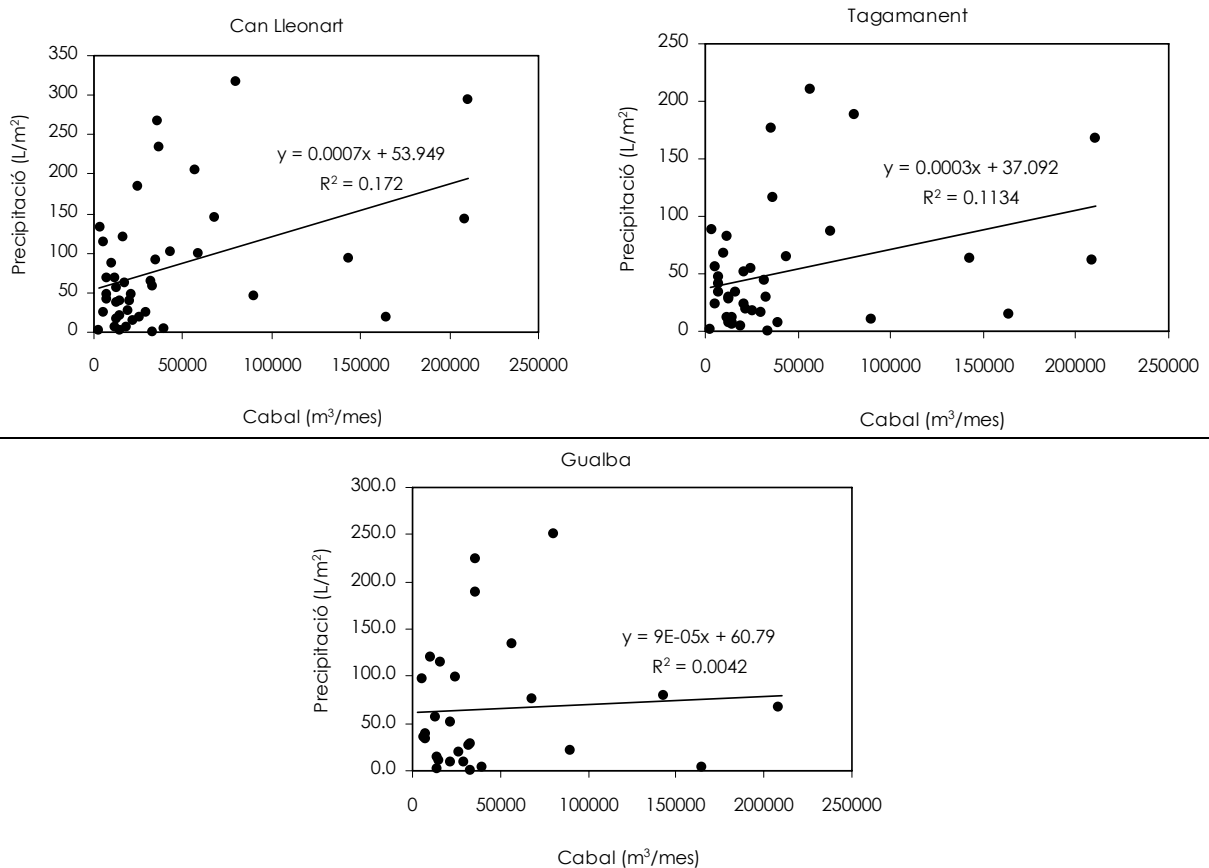 Can Lleonart
Precipitació (L/m²)
350
300
250
200
150
100
50
0
y = 0.0007x + 53.949
R² = 0.172
0 50000 100000 150000 200000 250000
Cabal (m³/mes)
Tagamanent
Precipitació (L/m²)
250
200
150
100
50
0
y = 0.0003x + 37.092
R² = 0.1134
0 50000 100000 150000 200000 250000
Cabal (m³/mes)
Gualba
Precipitació (L/m²)
300.0
250.0
200.0
150.0
100.0
50.0
0.0
y = 9E-05x + 60.79
R² = 0.0042
0 50000 100000 150000 200000 250000
Cabal (m³/mes)